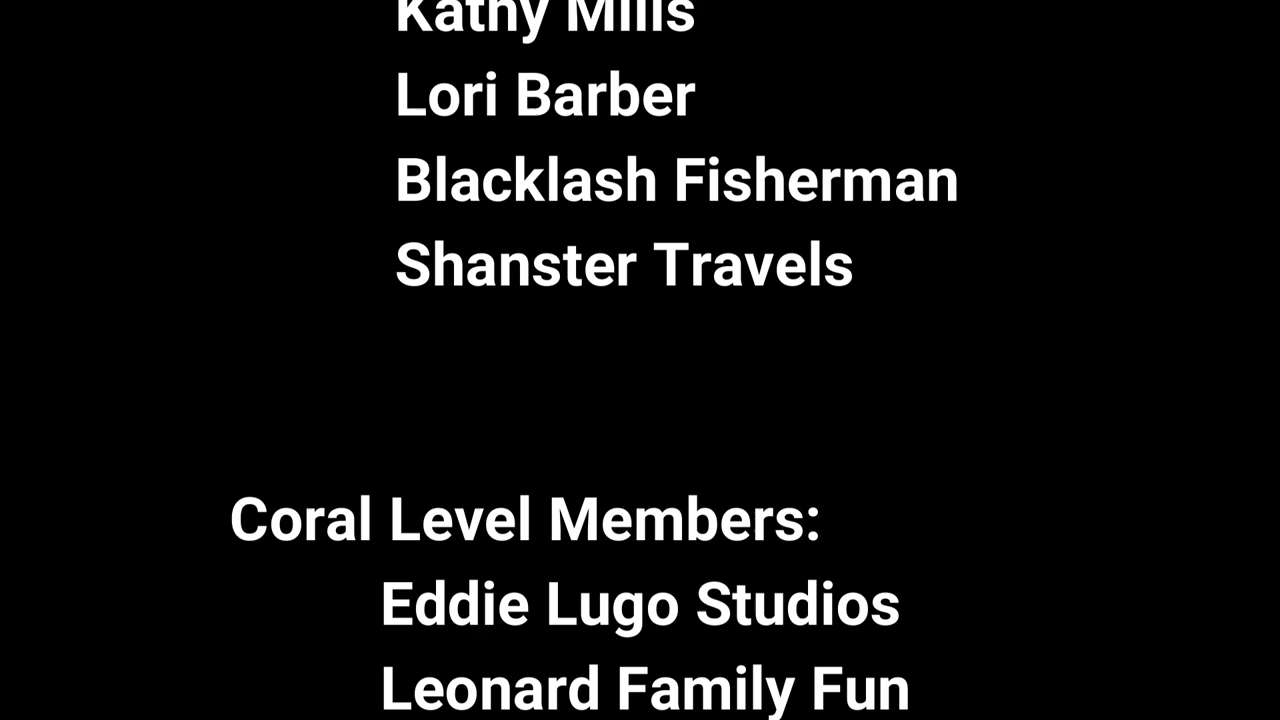 Kathy Mills
Lori Barber
Blacklash Fisherman
Shanster Travels
Coral Level Members:
Eddie Lugo Studios
Leonard Family Fun